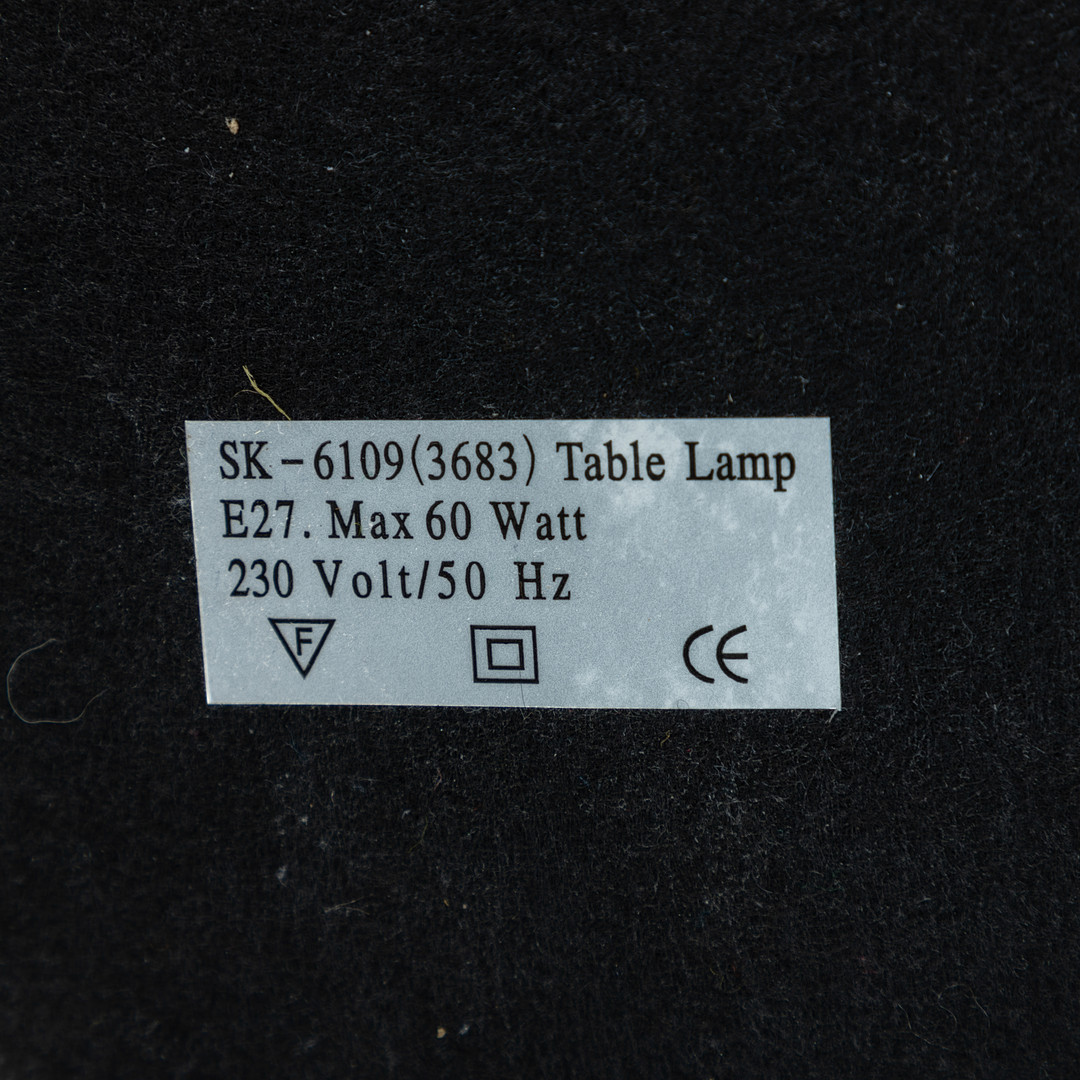 SK-6109(3683) Table Lamp
E27. Max 60 Watt
230 Volt/50 Hz
F CE